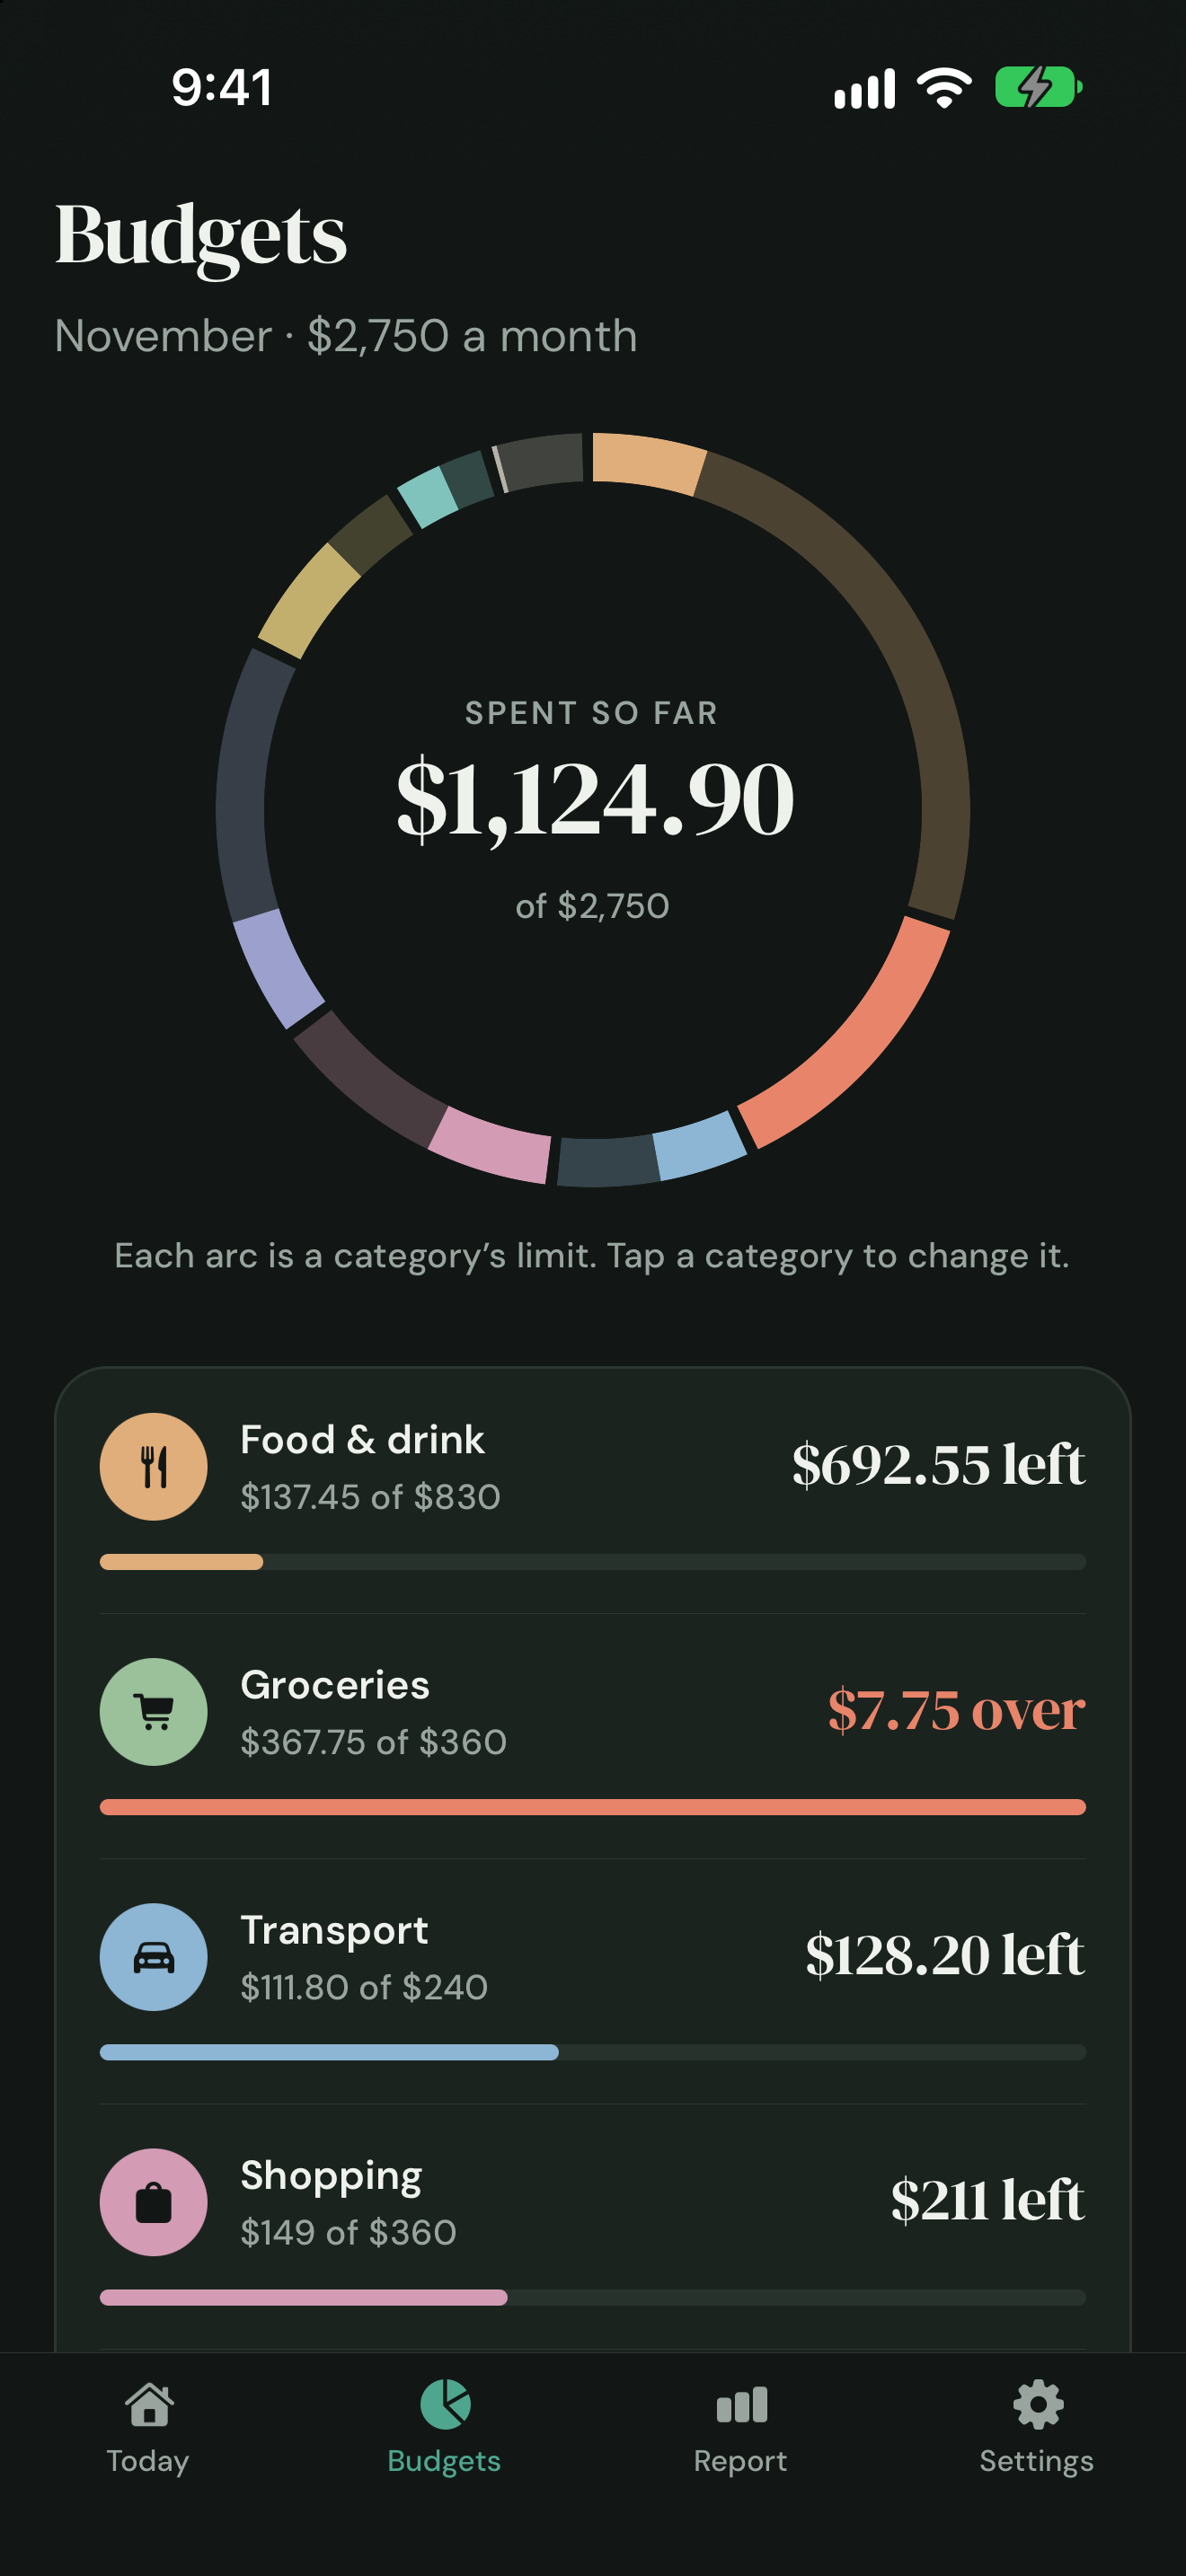 9:41
Budgets
November · $2,750 a month
SPENT SO FAR
$1,124.90
of $2,750
Each arc is a category’s limit. Tap a category to change it.
Food & drink
$137.45 of $830
$692.55 left
Groceries
$367.75 of $360
$7.75 over
Transport
$111.80 of $240
$128.20 left
Shopping
$149 of $360
$211 left
Today
Budgets
Report
Settings